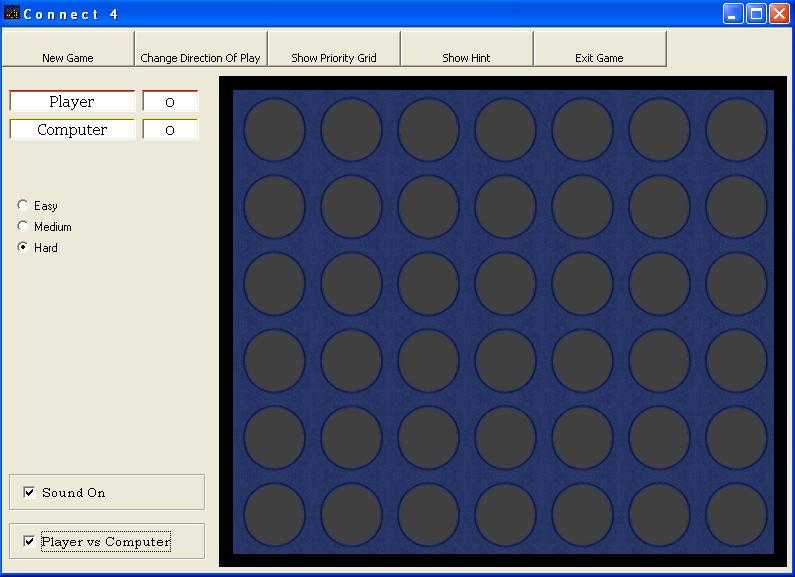 Connect 4
New Game
Change Direction Of Play
Show Priority Grid
Show Hint
Exit Game
Player 0
Computer 0
Easy
Medium
Hard
Sound On
Player vs Computer